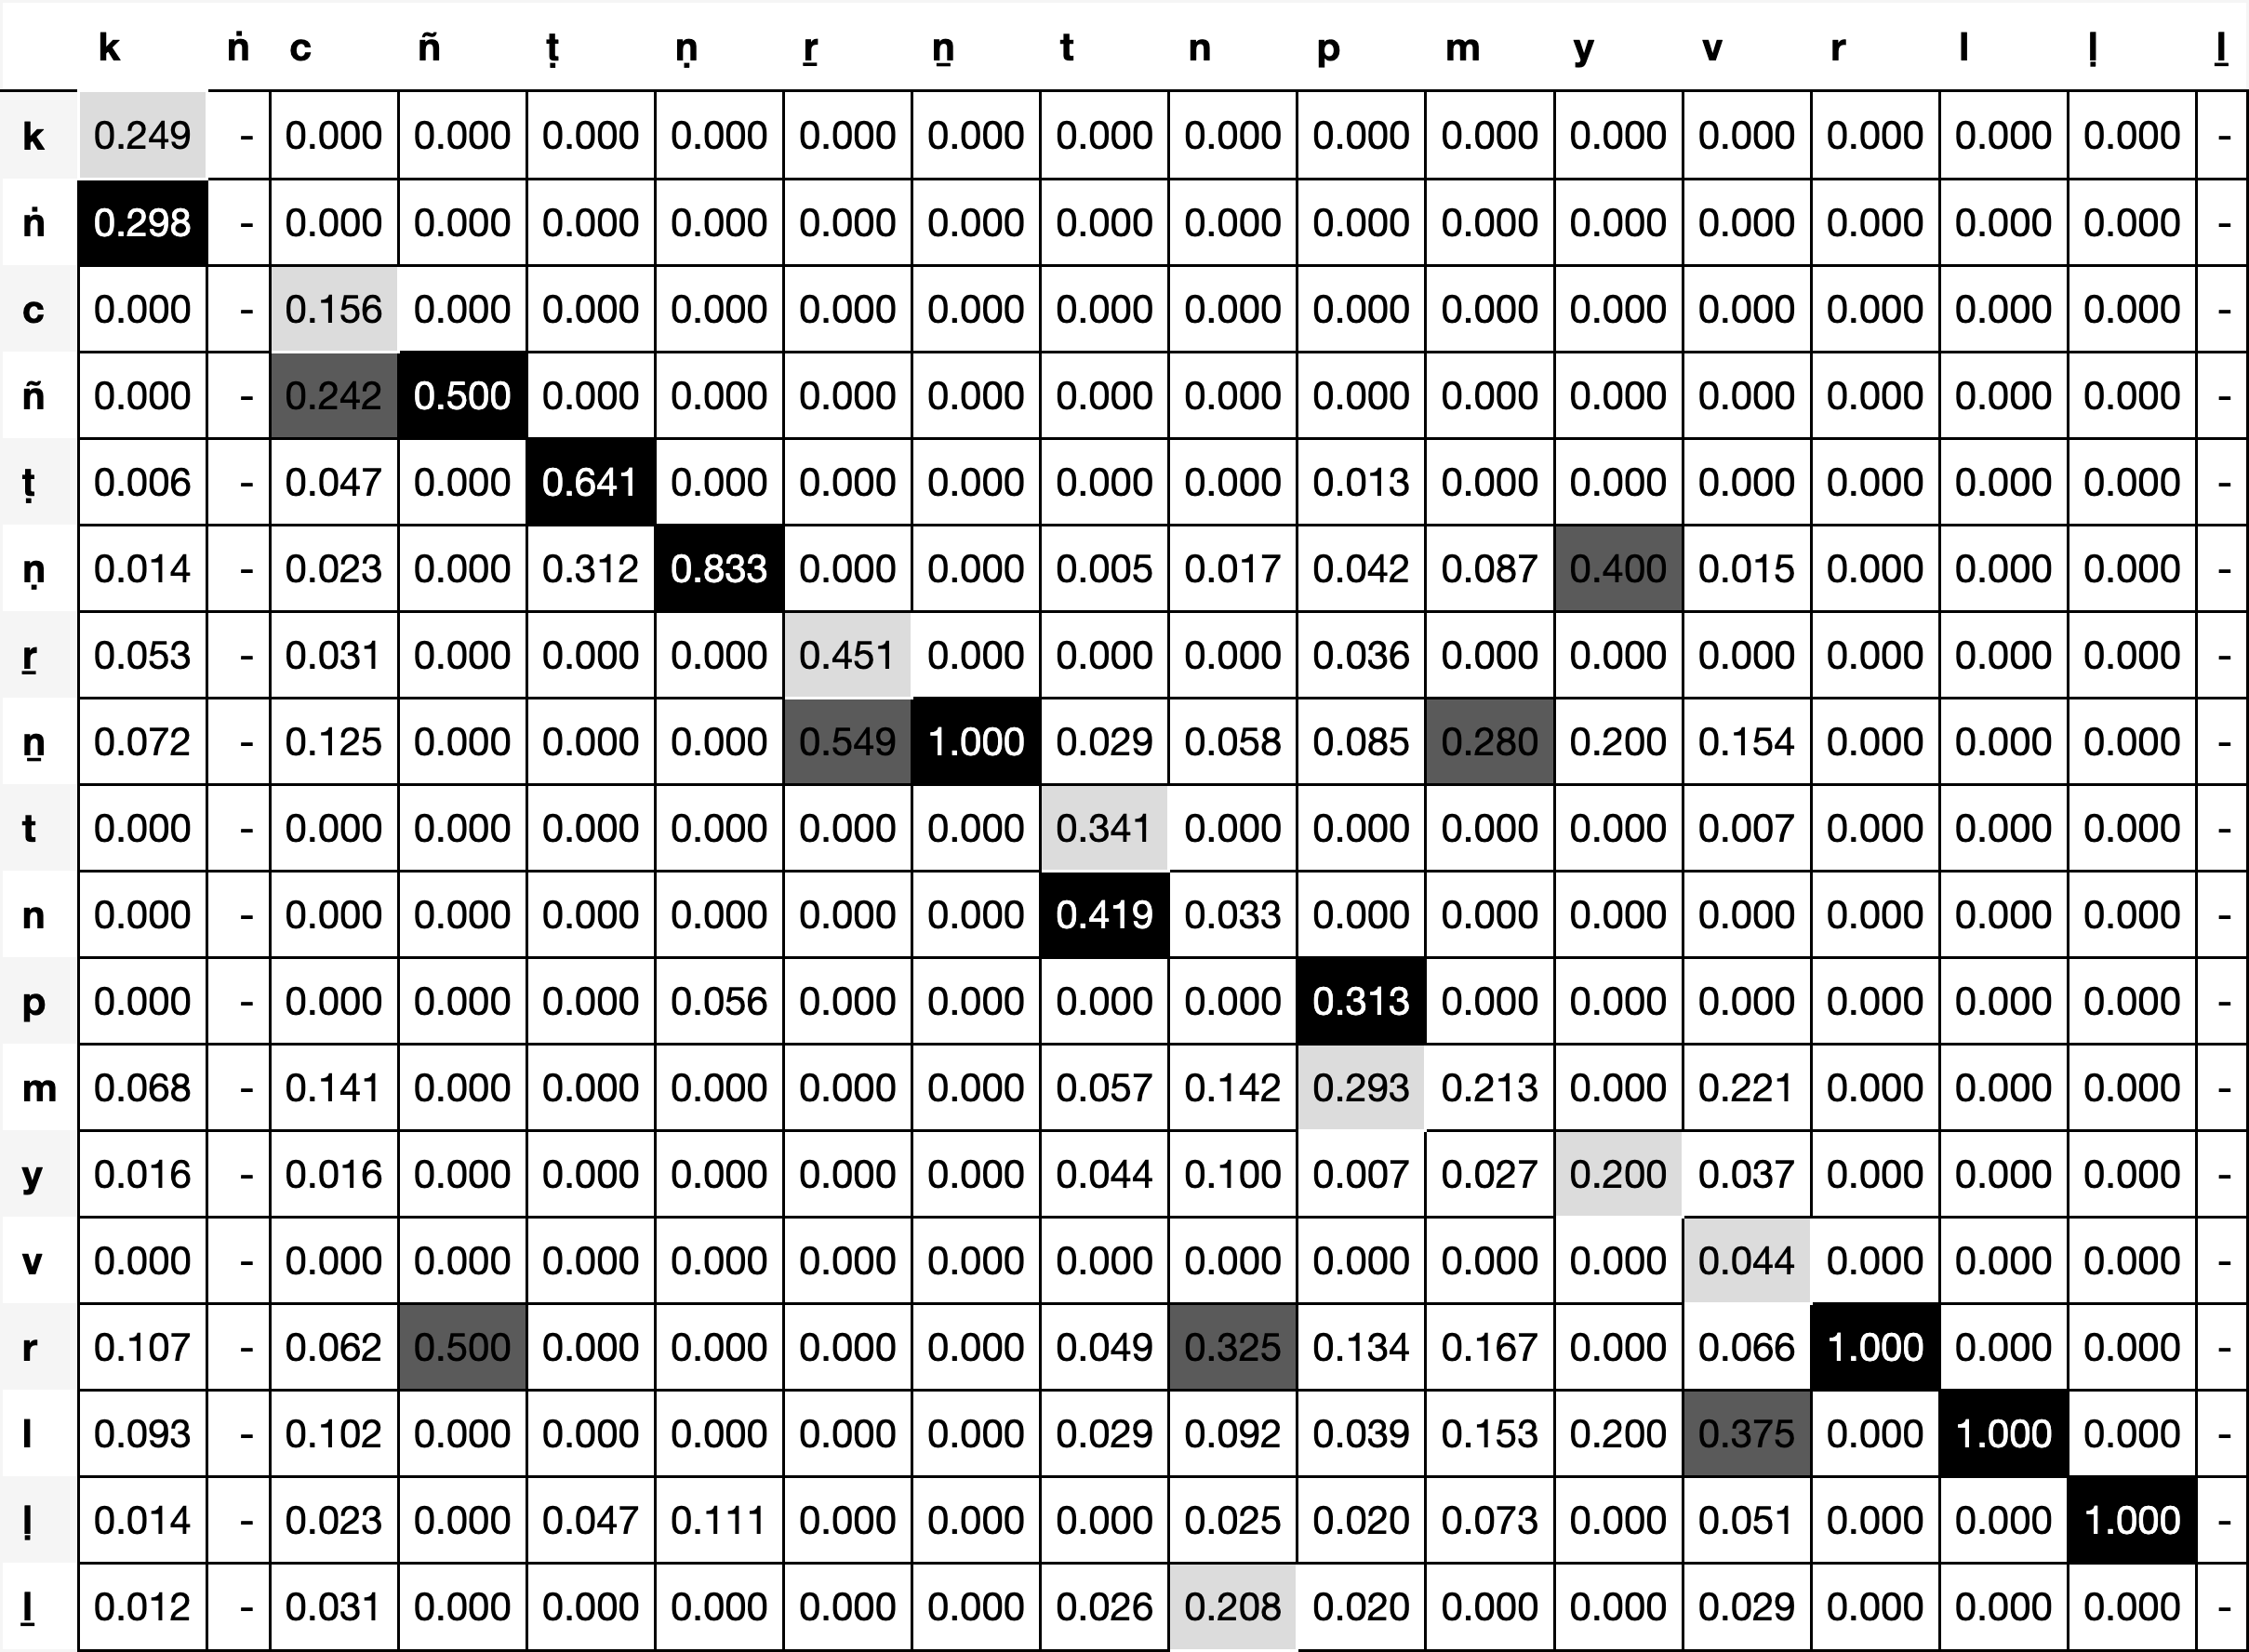 k ṅ c ñ ṭ ṇ ṟ ṉ t n p m y v r l ḷ ḻ
k 0.249 - 0.000 0.000 0.000 0.000 0.000 0.000 0.000 0.000 0.000 0.000 0.000 0.000 0.000 0.000 0.000 -
ṅ 0.298 - 0.000 0.000 0.000 0.000 0.000 0.000 0.000 0.000 0.000 0.000 0.000 0.000 0.000 0.000 0.000 -
c 0.000 - 0.156 0.000 0.000 0.000 0.000 0.000 0.000 0.000 0.000 0.000 0.000 0.000 0.000 0.000 0.000 -
ñ 0.000 - 0.242 0.500 0.000 0.000 0.000 0.000 0.000 0.000 0.000 0.000 0.000 0.000 0.000 0.000 0.000 -
ṭ 0.006 - 0.047 0.000 0.641 0.000 0.000 0.000 0.000 0.000 0.013 0.000 0.000 0.000 0.000 0.000 0.000 -
ṇ 0.014 - 0.023 0.000 0.312 0.833 0.000 0.000 0.005 0.017 0.042 0.087 0.400 0.015 0.000 0.000 0.000 -
ṟ 0.053 - 0.031 0.000 0.000 0.000 0.451 0.000 0.000 0.000 0.036 0.000 0.000 0.000 0.000 0.000 0.000 -
ṉ 0.072 - 0.125 0.000 0.000 0.000 0.549 1.000 0.029 0.058 0.085 0.280 0.200 0.154 0.000 0.000 0.000 -
t 0.000 - 0.000 0.000 0.000 0.000 0.000 0.000 0.341 0.000 0.000 0.000 0.000 0.007 0.000 0.000 0.000 -
n 0.000 - 0.000 0.000 0.000 0.000 0.000 0.000 0.419 0.033 0.000 0.000 0.000 0.000 0.000 0.000 0.000 -
p 0.000 - 0.000 0.000 0.000 0.056 0.000 0.000 0.000 0.000 0.313 0.000 0.000 0.000 0.000 0.000 0.000 -
m 0.068 - 0.141 0.000 0.000 0.000 0.000 0.000 0.057 0.142 0.293 0.213 0.000 0.221 0.000 0.000 0.000 -
y 0.016 - 0.016 0.000 0.000 0.000 0.000 0.000 0.044 0.100 0.007 0.027 0.200 0.037 0.000 0.000 0.000 -
v 0.000 - 0.000 0.000 0.000 0.000 0.000 0.000 0.000 0.000 0.000 0.000 0.000 0.044 0.000 0.000 0.000 -
r 0.107 - 0.062 0.500 0.000 0.000 0.000 0.000 0.049 0.325 0.134 0.167 0.000 0.066 1.000 0.000 0.000 -
l 0.093 - 0.102 0.000 0.000 0.000 0.000 0.000 0.029 0.092 0.039 0.153 0.200 0.375 0.000 1.000 0.000 -
ḷ 0.014 - 0.023 0.000 0.047 0.111 0.000 0.000 0.000 0.025 0.020 0.073 0.000 0.051 0.000 0.000 1.000 -
ḻ 0.012 - 0.031 0.000 0.000 0.000 0.000 0.000 0.026 0.208 0.020 0.000 0.000 0.029 0.000 0.000 0.000 -